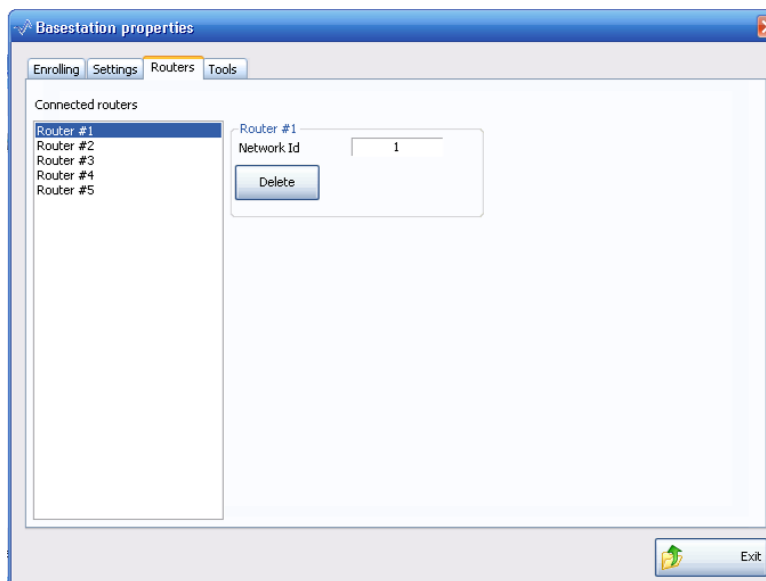 Basestation properties
Enrolling Settings Routers Tools
Connected routers
Router #1
Router #2
Router #3
Router #4
Router #5
Router #1
Network Id 1
Delete
Exit